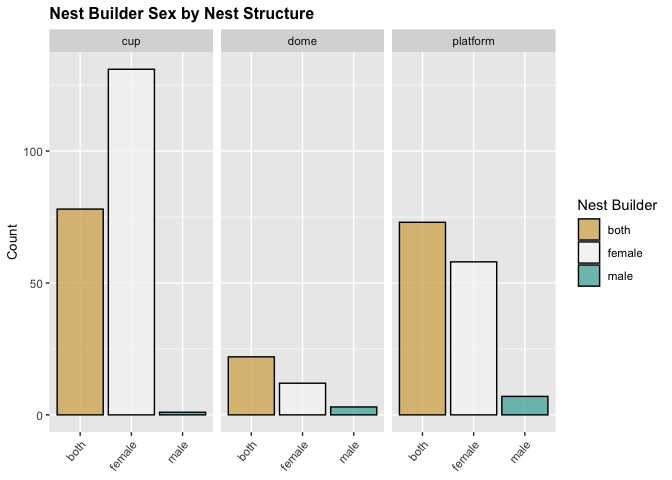 Nest Builder Sex by Nest Structure
cup
dome
platform
Count
100
50
0
both
female
male
both
female
male
both
female
male
Nest Builder
both
female
male